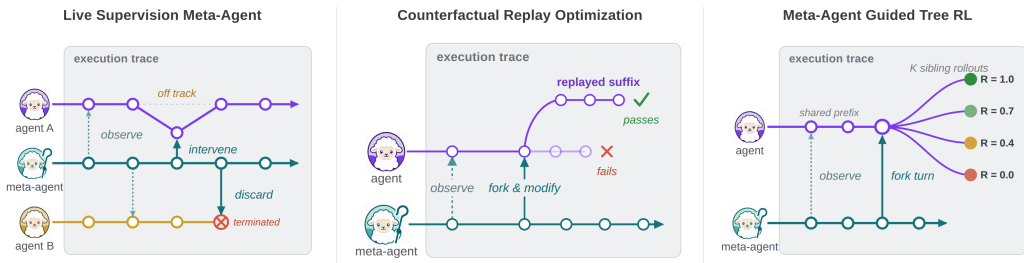 Live Supervision Meta-Agent
execution trace
off track
agent A
observe
intervene
meta-agent
discard
terminated
agent B
Counterfactual Replay Optimization
execution trace
replayed suffix
passes
agent
fails
observe
fork & modify
meta-agent
Meta-Agent Guided Tree RL
execution trace
K sibling rollouts
R = 1.0
shared prefix
R = 0.7
agent
R = 0.4
observe
fork turn
R = 0.0
meta-agent